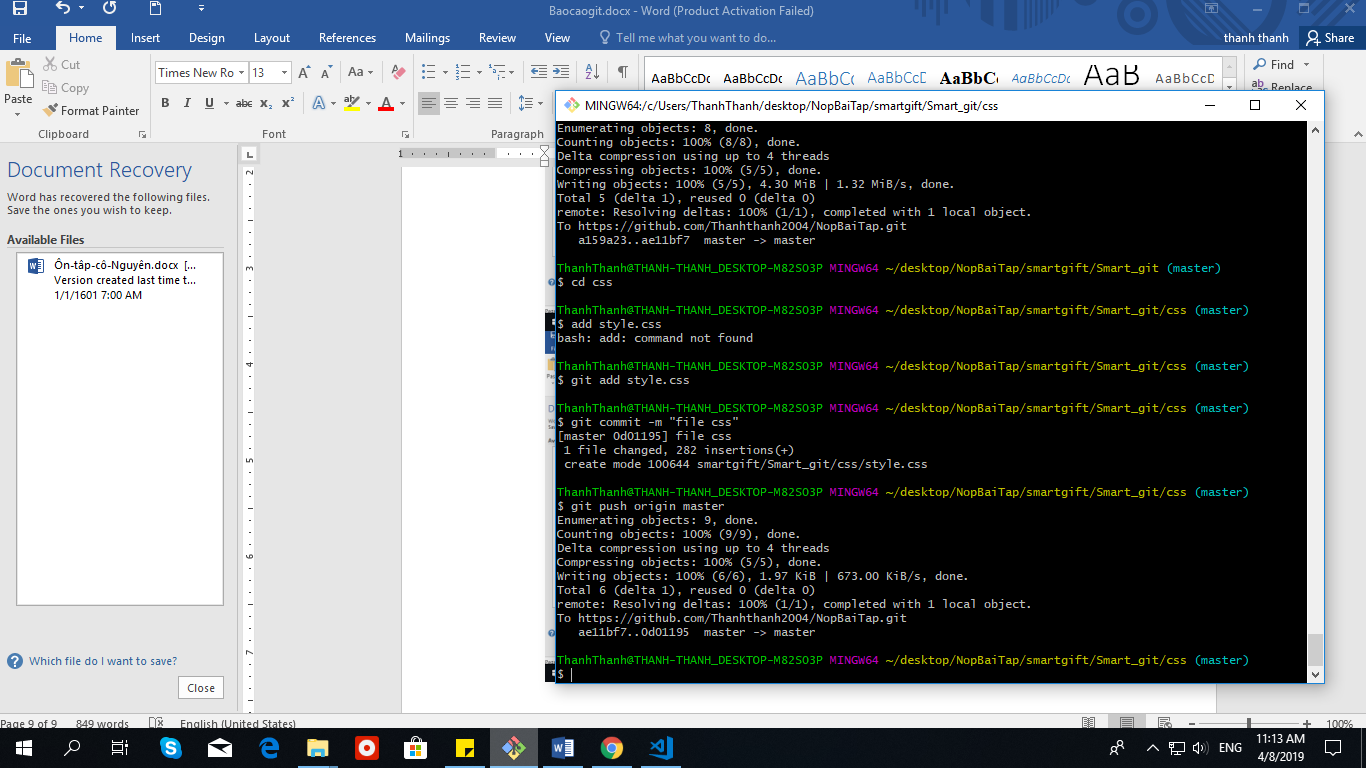 Baocaogit.docx - Word (Product Activation Failed)
File Home Insert Design Layout References Mailings Review View Tell me what you want to do... thanh thanh Share
Paste
Cut
Copy
Format Painter
Clipboard
Times New Ro 13
Font
Paragraph
AaBbCcDc AaBbCcDc AaBbC( AaBbCcE AaBbC( AaBbCcD AaB AaBbCcD
Find
Replace
Document Recovery
Word has recovered the following files.
Save the ones you wish to keep.
Available Files
Ôn-tâp-cô-Nguyên.docx [...
Version created last time t...
1/1/1601 7:00 AM
Which file do I want to save?
Close
MINGW64:/c/Users/ThanhThanh/desktop/NopBaiTap/smartgift/Smart_git/css
Enumerating objects: 8, done.
Counting objects: 100% (8/8), done.
Delta compression using up to 4 threads
Compressing objects: 100% (5/5), done.
Writing objects: 100% (5/5), 4.30 MiB | 1.32 MiB/s, done.
Total 5 (delta 1), reused 0 (delta 0)
remote: Resolving deltas: 100% (1/1), completed with 1 local object.
To https://github.com/Thanhthanh2004/NopBaiTap.git
a159a23..ae11bf7 master -> master
ThanhThanh@THANH-THANH_DESKTOP-M82SO3P MINGW64 ~/desktop/NopBaiTap/smartgift/Smart_git (master)
$ cd css
ThanhThanh@THANH-THANH_DESKTOP-M82SO3P MINGW64 ~/desktop/NopBaiTap/smartgift/Smart_git/css (master)
$ add style.css
bash: add: command not found
ThanhThanh@THANH-THANH_DESKTOP-M82SO3P MINGW64 ~/desktop/NopBaiTap/smartgift/Smart_git/css (master)
$ git add style.css
ThanhThanh@THANH-THANH_DESKTOP-M82SO3P MINGW64 ~/desktop/NopBaiTap/smartgift/Smart_git/css (master)
$ git commit -m "file css"
[master 0d01195] file css
1 file changed, 282 insertions(+)
create mode 100644 smartgift/Smart_git/css/style.css
ThanhThanh@THANH-THANH_DESKTOP-M82SO3P MINGW64 ~/desktop/NopBaiTap/smartgift/Smart_git/css (master)
$ git push origin master
Enumerating objects: 9, done.
Counting objects: 100% (9/9), done.
Delta compression using up to 4 threads
Compressing objects: 100% (5/5), done.
Writing objects: 100% (6/6), 1.97 KiB | 673.00 KiB/s, done.
Total 6 (delta 1), reused 0 (delta 0)
remote: Resolving deltas: 100% (1/1), completed with 1 local object.
To https://github.com/Thanhthanh2004/NopBaiTap.git
ae11bf7..0d01195 master -> master
ThanhThanh@THANH-THANH_DESKTOP-M82SO3P MINGW64 ~/desktop/NopBaiTap/smartgift/Smart_git/css (master)
$
Page 9 of 9 849 words English (United States) 100%
ENG
11:13 AM
4/8/2019